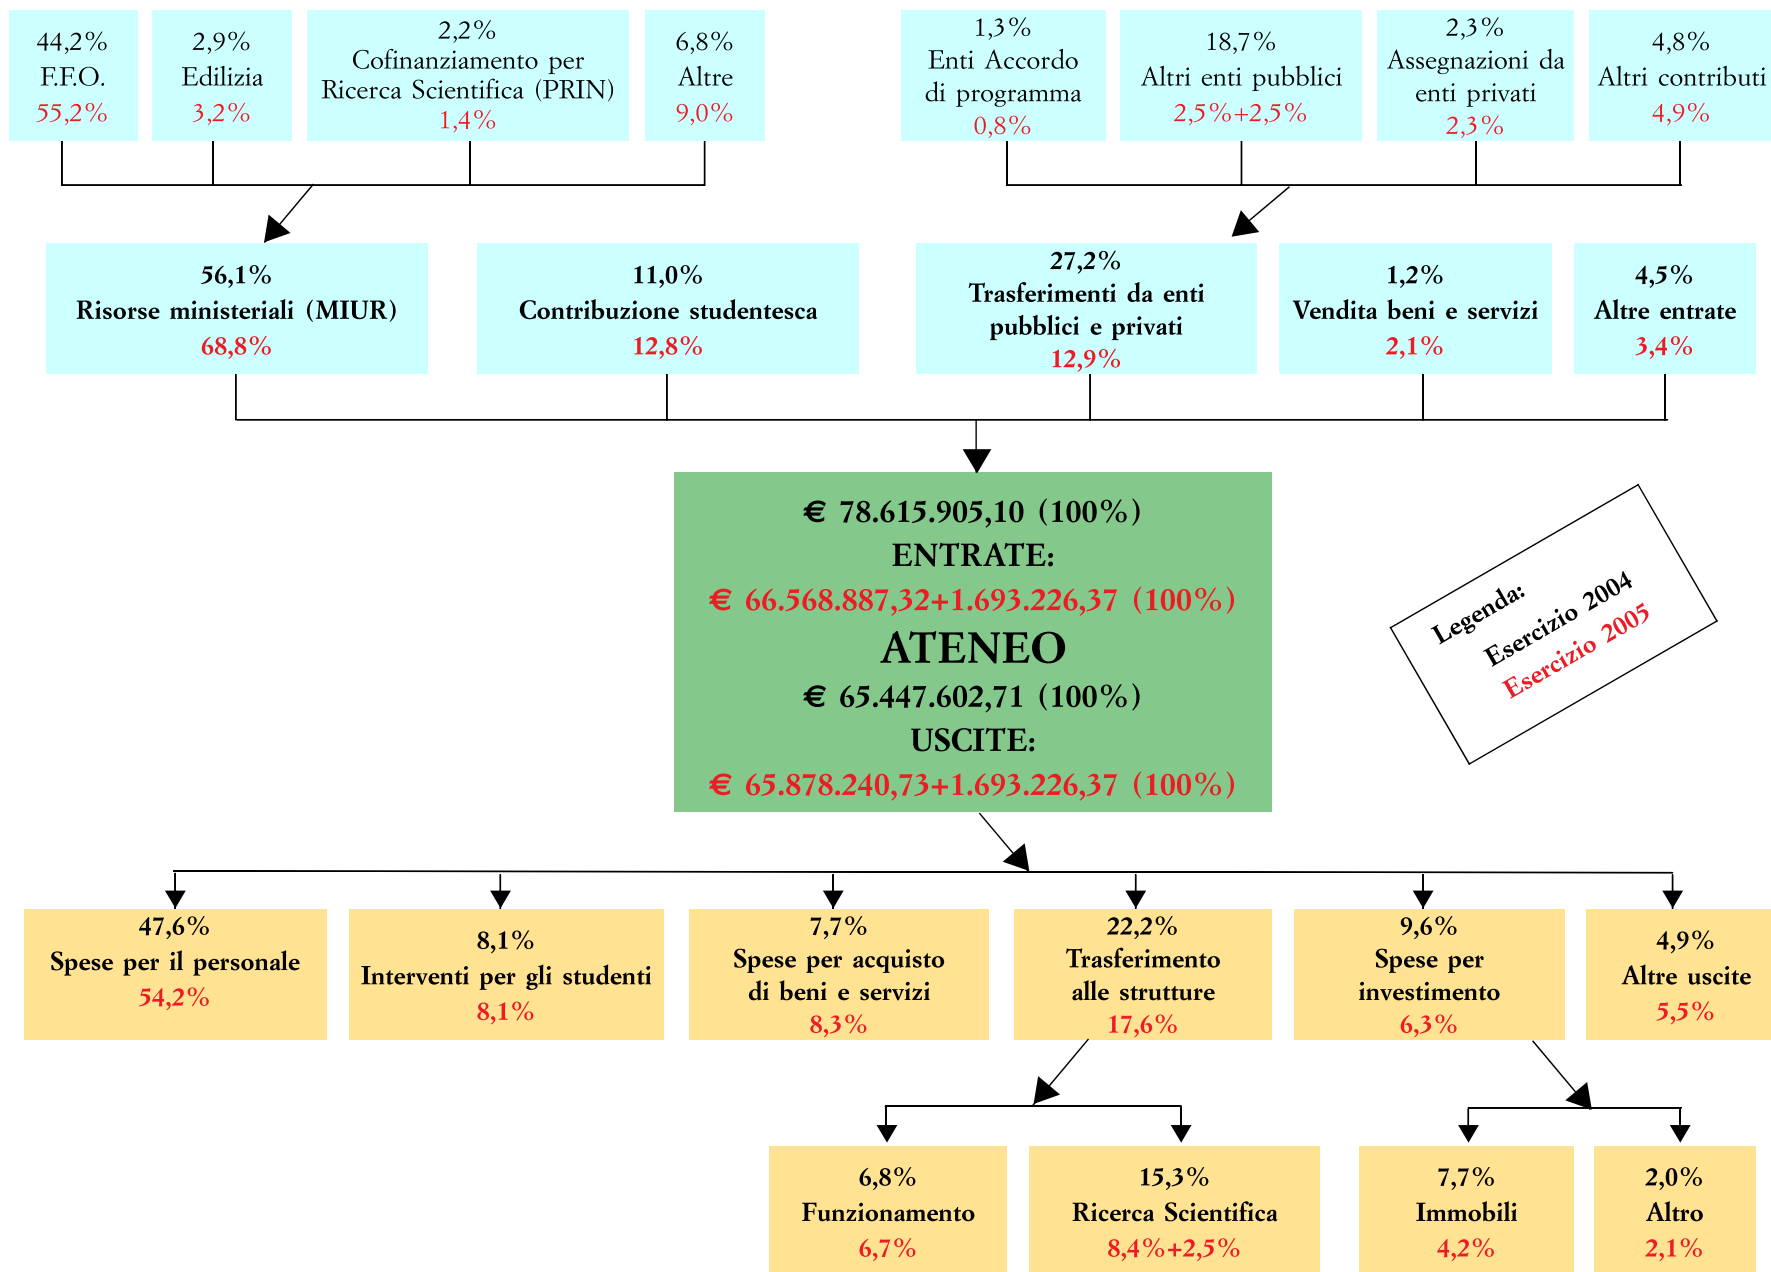 44,2%
F.F.O.
55,2%
2,9%
Edilizia
3,2%
2,2%
Cofinanziamento per
Ricerca Scientifica (PRIN)
1,4%
6,8%
Altre
9,0%
1,3%
Enti Accordo
di programma
0,8%
18,7%
Altri enti pubblici
2,5%+2,5%
2,3%
Assegnazioni da
enti privati
2,3%
4,8%
Altri contributi
4,9%
56,1%
Risorse ministeriali (MIUR)
68,8%
11,0%
Contribuzione studentesca
12,8%
27,2%
Trasferimenti da enti
pubblici e privati
12,9%
1,2%
Vendita beni e servizi
2,1%
4,5%
Altre entrate
3,4%
€ 78.615.905,10 (100%)
ENTRATE:
€ 66.568.887,32+1.693.226,37 (100%)
ATENEO
€ 65.447.602,71 (100%)
USCITE:
€ 65.878.240,73+1.693.226,37 (100%)
Legenda:
Esercizio 2004
Esercizio 2005
47,6%
Spese per il personale
54,2%
8,1%
Interventi per gli studenti
8,1%
7,7%
Spese per acquisto
di beni e servizi
8,3%
22,2%
Trasferimento
alle strutture
17,6%
9,6%
Spese per
investimento
6,3%
4,9%
Altre uscite
5,5%
6,8%
Funzionamento
6,7%
15,3%
Ricerca Scientifica
8,4%+2,5%
7,7%
Immobili
4,2%
2,0%
Altro
2,1%